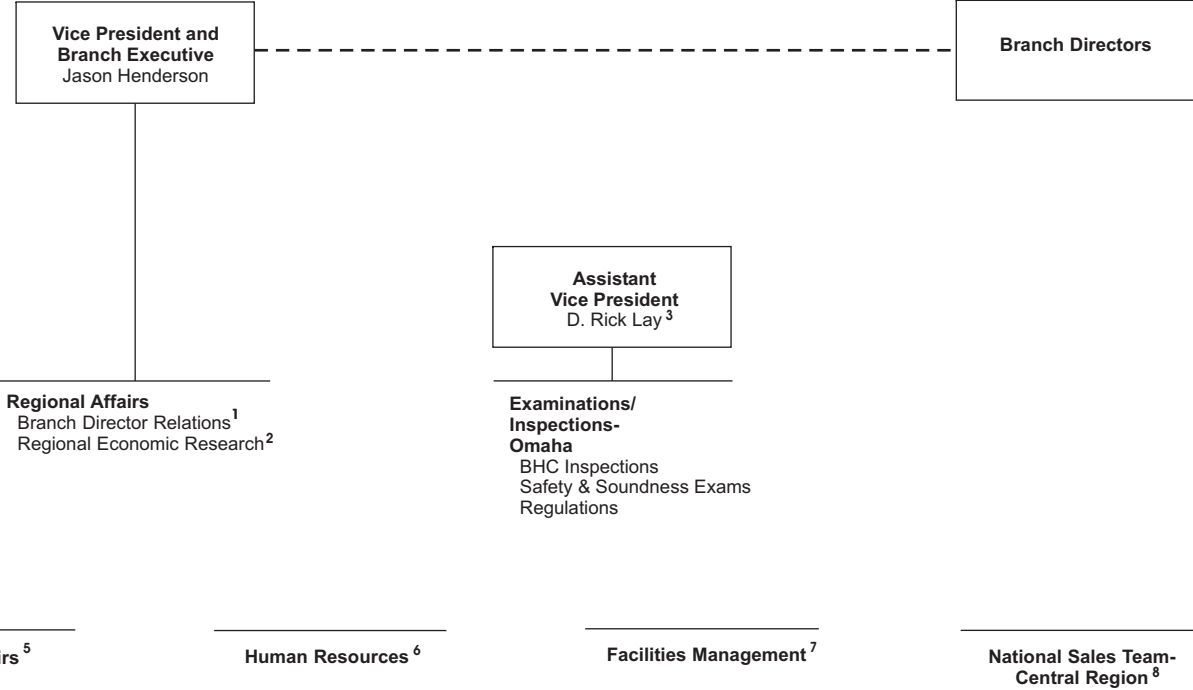 Vice President and
Branch Executive
Jason Henderson
Branch Directors
Assistant
Vice President
D. Rick Lay 3
Regional Affairs
Branch Director Relations 1
Regional Economic Research 2
Examinations/
Inspections-
Omaha
BHC Inspections
Safety & Soundness Exams
Regulations
irs 5
Human Resources 6
Facilities Management 7
National Sales Team-
Central Region 8